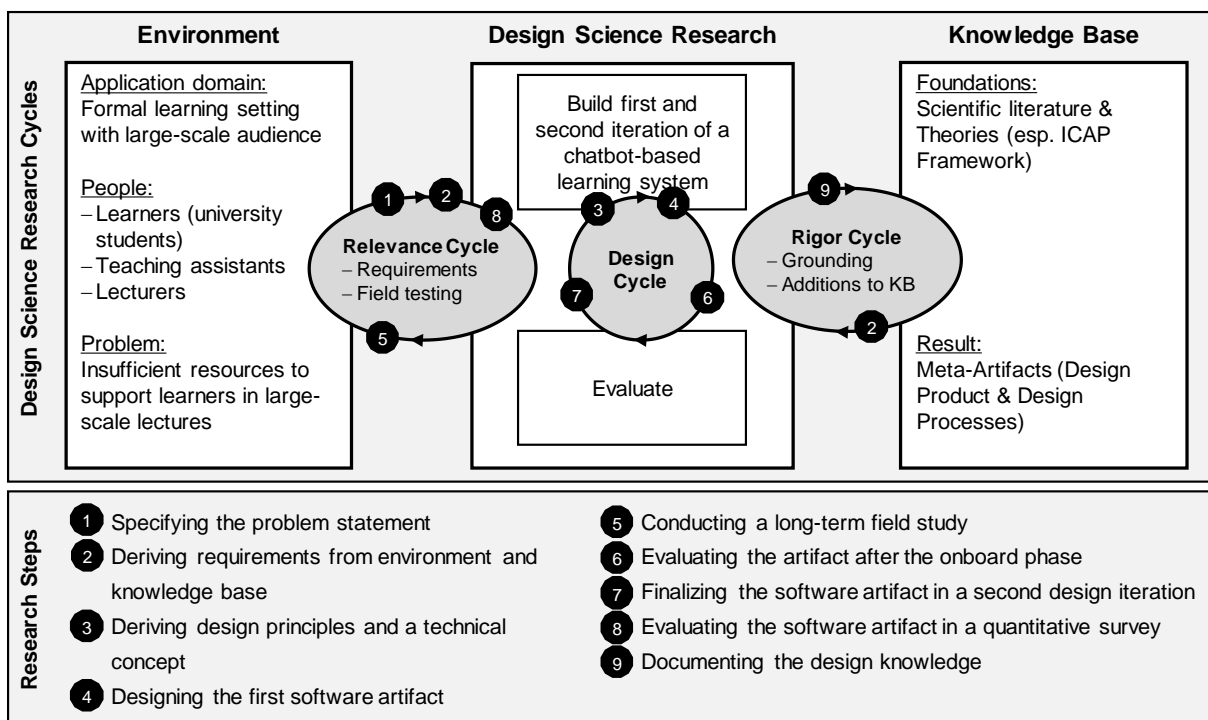 Environment
Design Science Research
Knowledge Base
Design Science Research Cycles
Application domain:
Formal learning setting
with large-scale audience
People:
– Learners (university
students)
– Teaching assistants
– Lecturers
Problem:
Insufficient resources to
support learners in large-
scale lectures
1
2
8
Relevance Cycle
– Requirements
– Field testing
5
Build first and
second iteration of a
chatbot-based
learning system
3
4
Design
Cycle
7
6
Evaluate
9
Rigor Cycle
– Grounding
– Additions to KB
2
Foundations:
Scientific literature &
Theories (esp. ICAP
Framework)
Result:
Meta-Artifacts (Design
Product & Design
Processes)
Research Steps
1 Specifying the problem statement
2 Deriving requirements from environment and
knowledge base
3 Deriving design principles and a technical
concept
4 Designing the first software artifact
5 Conducting a long-term field study
6 Evaluating the artifact after the onboard phase
7 Finalizing the software artifact in a second design iteration
8 Evaluating the software artifact in a quantitative survey
9 Documenting the design knowledge